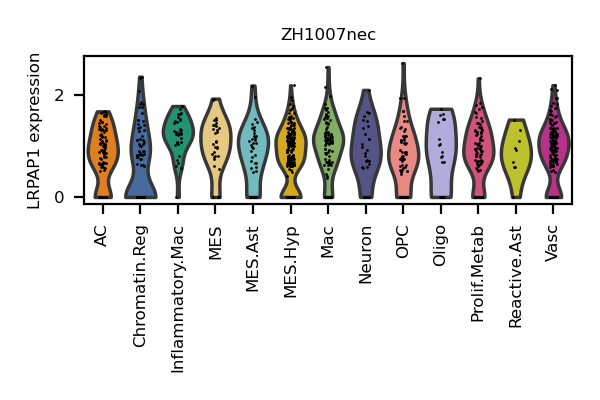 ZH1007nec
LRPAP1 expression
2
0
AC
Chromatin.Reg
Inflammatory.Mac
MES
MES.Ast
MES.Hyp
Mac
Neuron
OPC
Oligo
Prolif.Metab
Reactive.Ast
Vasc